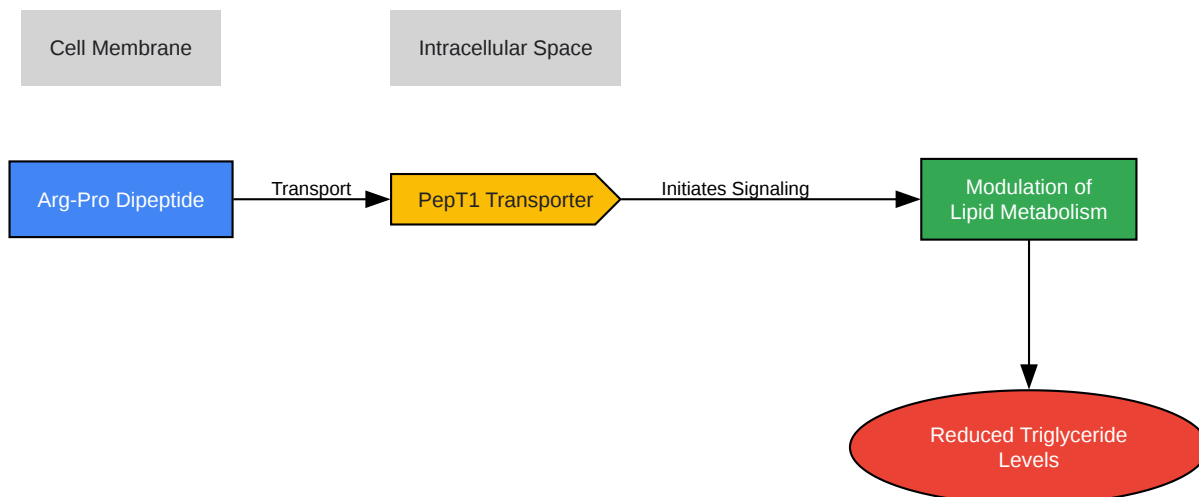 Cell Membrane
Intracellular Space
Arg-Pro Dipeptide
Transport
PepT1 Transporter
Initiates Signaling
Modulation of
Lipid Metabolism
Reduced Triglyceride
Levels